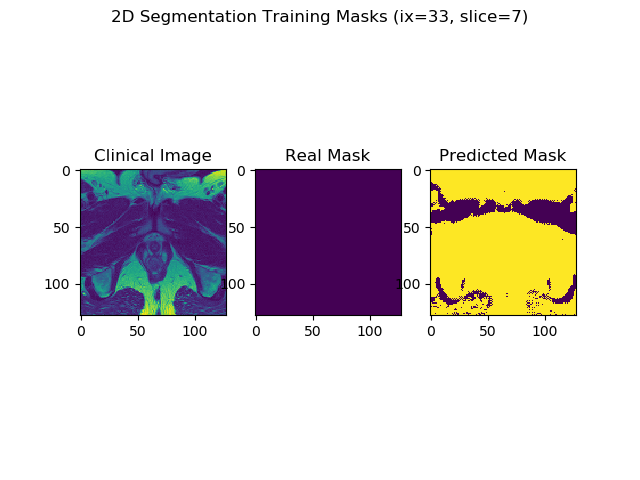 2D Segmentation Training Masks (ix=33, slice=7)
Clinical Image Real Mask Predicted Mask
0 0 0
50 50 50
100 100 100
0 50 100 0 50 100 0 50 100